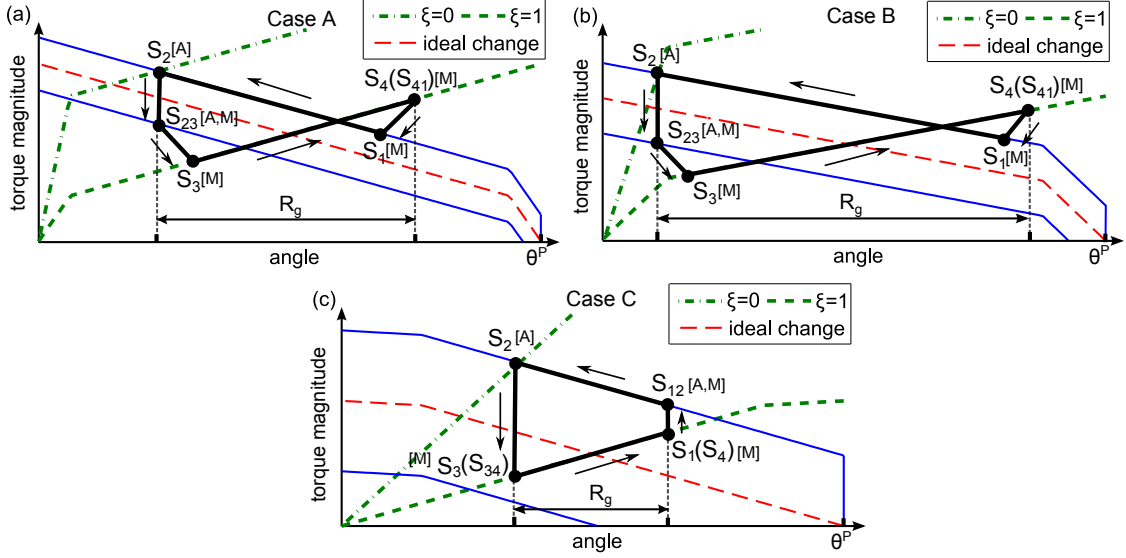 (a)
Case A
ξ=0 ξ=1
ideal change
torque magnitude
S2[A]
S4(S41)[M]
S23[A,M]
S1[M]
S3[M]
Rg
angle
θP
(b)
Case B
ξ=0 ξ=1
ideal change
torque magnitude
S2[A]
S4(S41)[M]
S23[A,M]
S1[M]
S3[M]
Rg
angle
θP
(c)
Case C
ξ=0 ξ=1
ideal change
torque magnitude
S2[A]
S12[A,M]
[M]S3(S34)
S1(S4)[M]
Rg
angle
θP